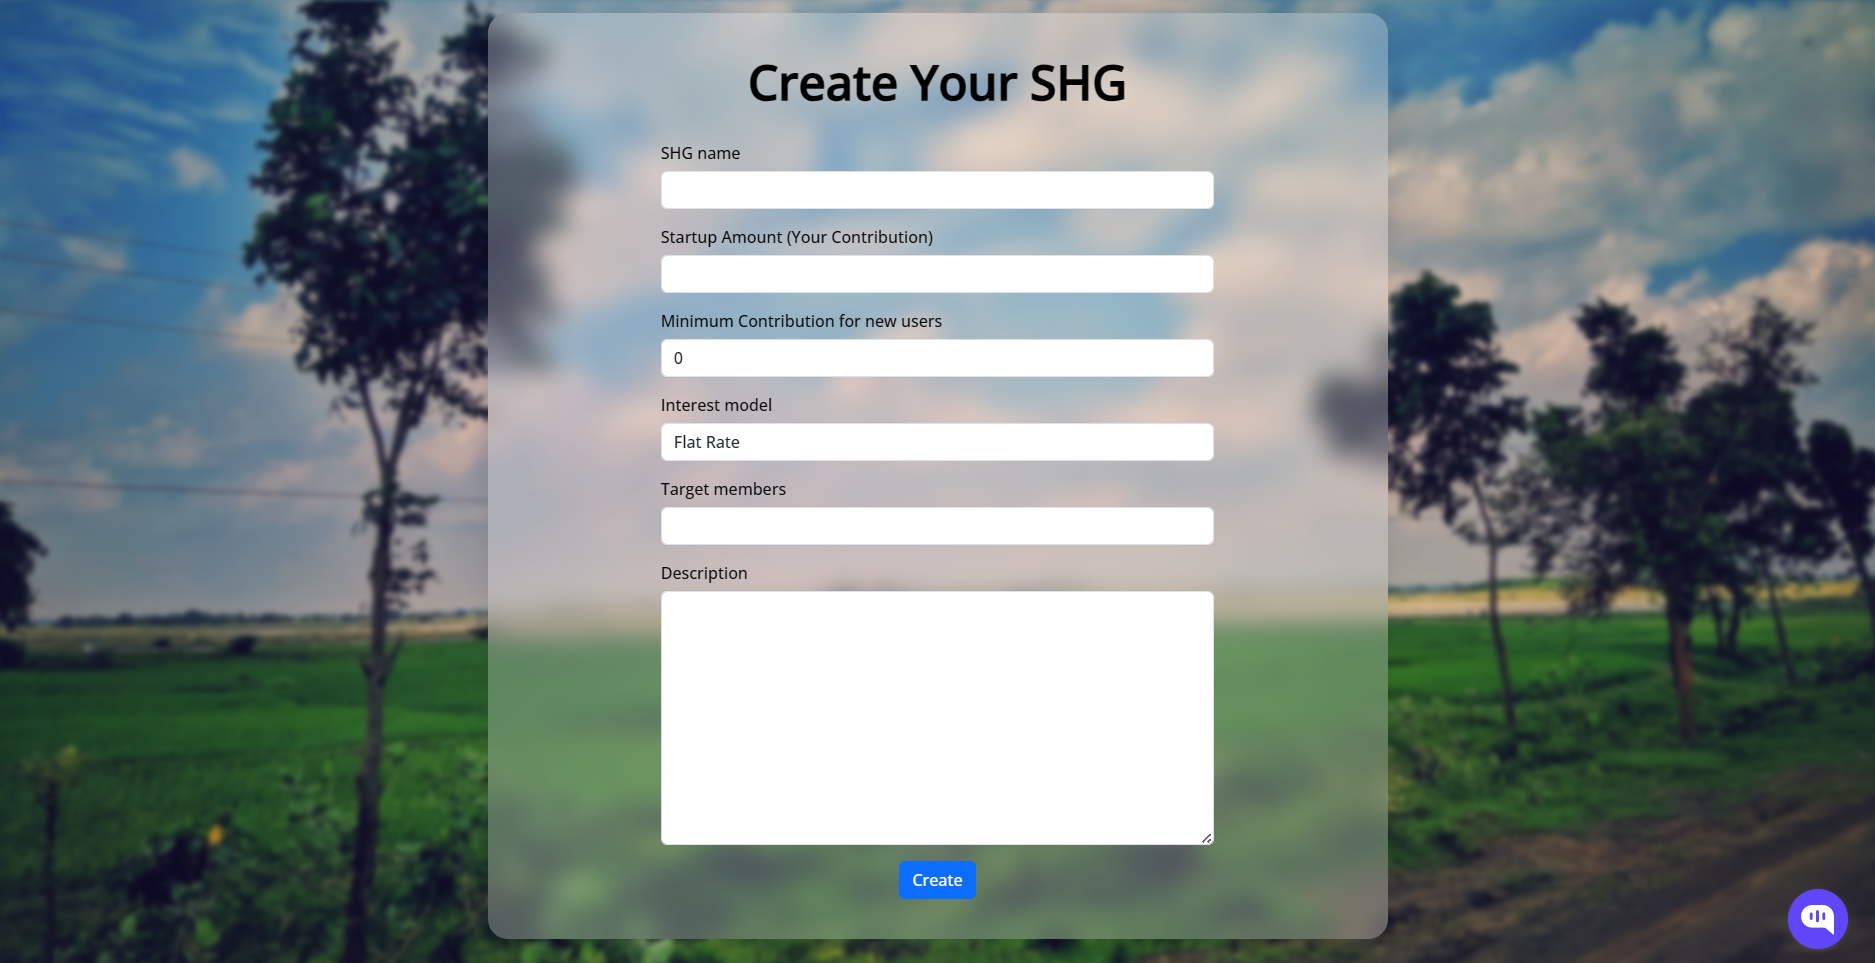 Create Your SHG
SHG name
Startup Amount (Your Contribution)
Minimum Contribution for new users
0
Interest model
Flat Rate
Target members
Description
Create